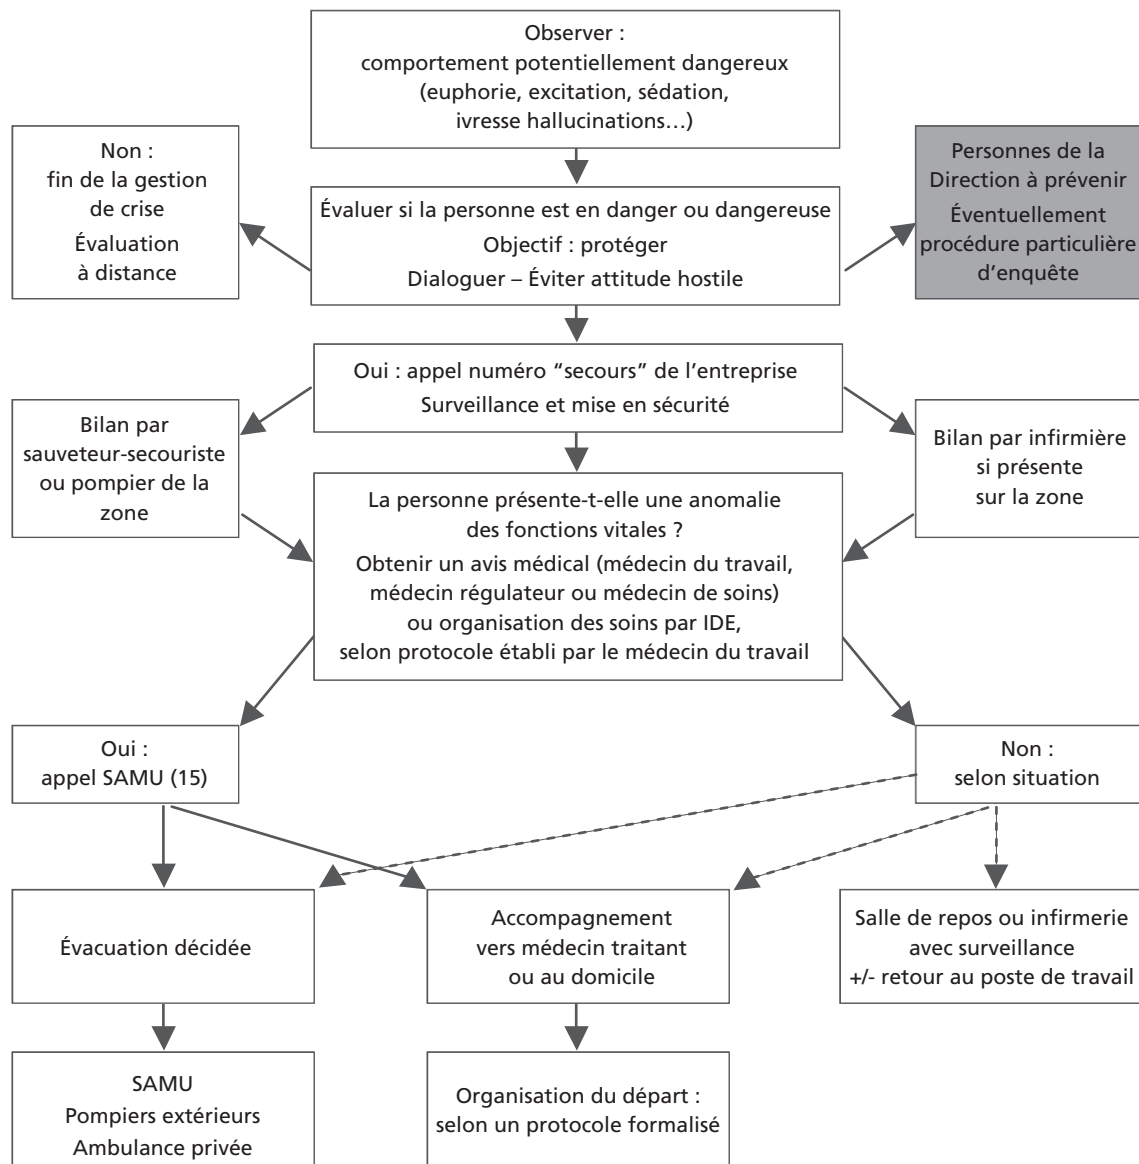 Observer :
comportement potentiellement dangereux
(euphorie, excitation, sédation,
ivresse hallucinations…)
Non :
fin de la gestion
de crise
Évaluation
à distance
Évaluer si la personne est en danger ou dangereuse
Objectif : protéger
Dialoguer – Éviter attitude hostile
Personnes de la
Direction à prévenir
Éventuellement
procédure particulière
d’enquête
Oui : appel numéro “secours” de l’entreprise
Surveillance et mise en sécurité
Bilan par
sauveteur-secouriste
ou pompier de la
zone
Bilan par infirmière
si présente
sur la zone
La personne présente-t-elle une anomalie
des fonctions vitales ?
Obtenir un avis médical (médecin du travail,
médecin régulateur ou médecin de soins)
ou organisation des soins par IDE,
selon protocole établi par le médecin du travail
Oui :
appel SAMU (15)
Non :
selon situation
Évacuation décidée
Accompagnement
vers médecin traitant
ou au domicile
Salle de repos ou infirmerie
avec surveillance
+/- retour au poste de travail
SAMU
Pompiers extérieurs
Ambulance privée
Organisation du départ :
selon un protocole formalisé